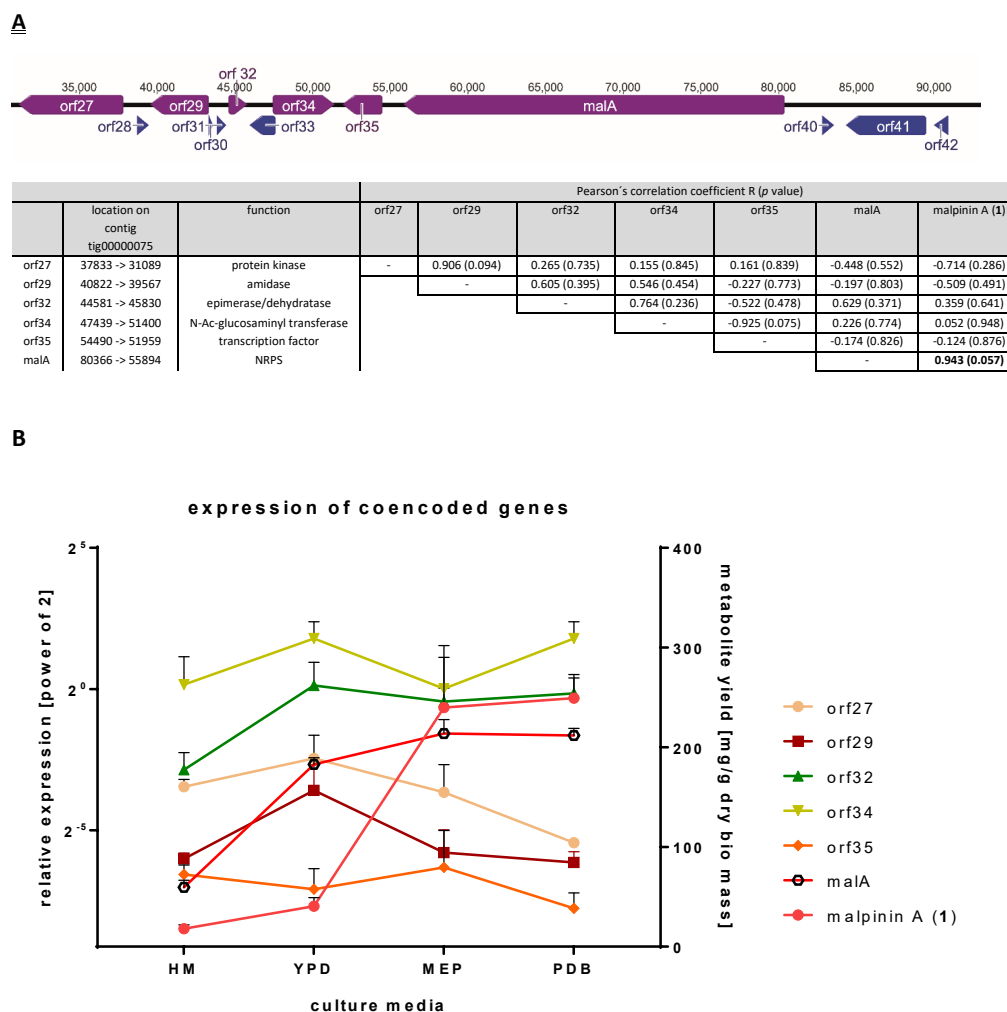 A
orf 32
35,000 40,000 45,000 50,000 55,000 60,000 65,000 70,000 75,000 80,000 85,000 90,000
orf27 orf29 orf34 malA
orf28 orf31 orf33 orf35 orf40 orf41
orf30 orf42
Pearson´s correlation coefficient R (p value)
location on contig tig00000075 function orf27 orf29 orf32 orf34 orf35 malA malpinin A (1)
orf27 37833 -> 31089 protein kinase - 0.906 (0.094) 0.265 (0.735) 0.155 (0.845) 0.161 (0.839) -0.448 (0.552) -0.714 (0.286)
orf29 40822 -> 39567 amidase - 0.605 (0.395) 0.546 (0.454) -0.227 (0.773) -0.197 (0.803) -0.509 (0.491)
orf32 44581 -> 45830 epimerase/dehydratase - 0.764 (0.236) -0.522 (0.478) 0.629 (0.371) 0.359 (0.641)
orf34 47439 -> 51400 N-Ac-glucosaminyl transferase - -0.925 (0.075) 0.226 (0.774) 0.052 (0.948)
orf35 54490 -> 51959 transcription factor - -0.174 (0.826) -0.124 (0.876)
malA 80366 -> 55894 NRPS - 0.943 (0.057)
B
expression of coencoded genes
relative expression [power of 2]
2^5
2^0
2^-5
metabolite yield [mg/g dry bio mass]
400
300
200
100
0
HM YPD MEP PDB
culture media
orf27
orf29
orf32
orf34
orf35
malA
malpinin A (1)